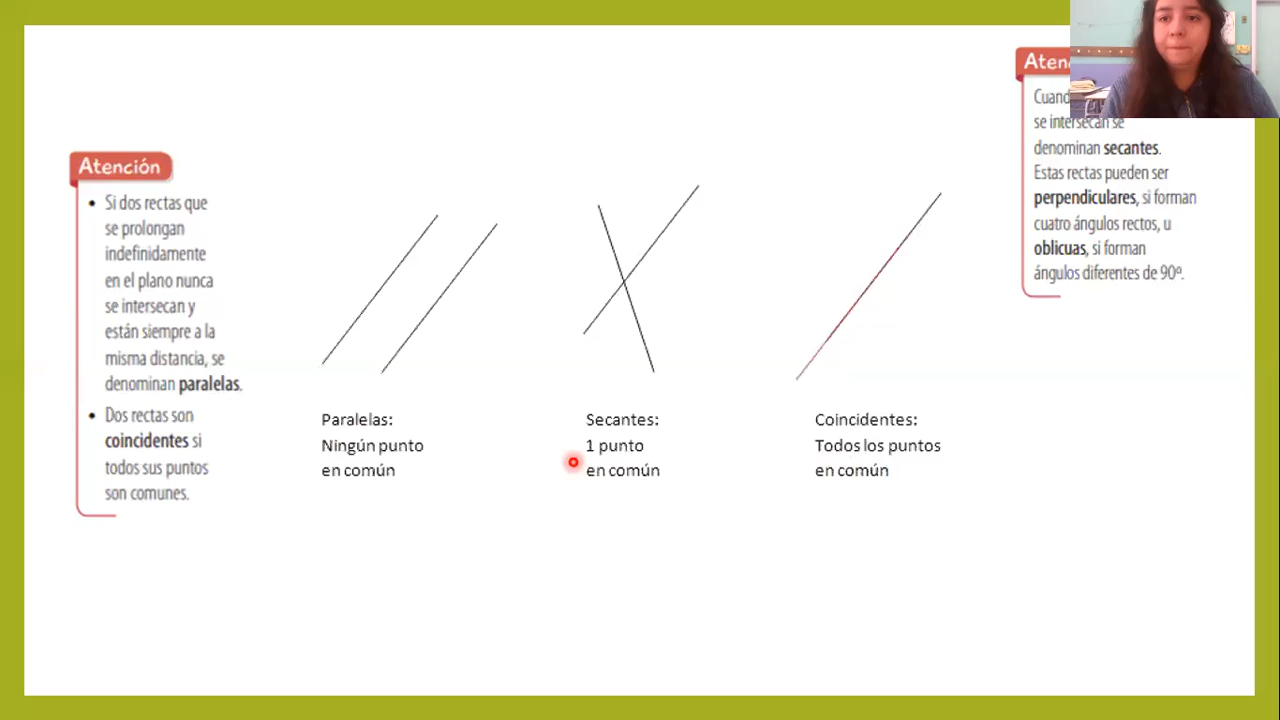 Atención
• Si dos rectas que
se prolongan
indefinidamente
en el plano nunca
se intersecan y
están siempre a la
misma distancia, se
denominan paralelas.
• Dos rectas son
coincidentes si
todos sus puntos
son comunes.
Paralelas:
Ningún punto
en común
Secantes:
1 punto
en común
Coincidentes:
Todos los puntos
en común
se intersecan se
denominan secantes.
Estas rectas pueden ser
perpendiculares, si forman
cuatro ángulos rectos, u
oblicuas, si forman
ángulos diferentes de 90º.